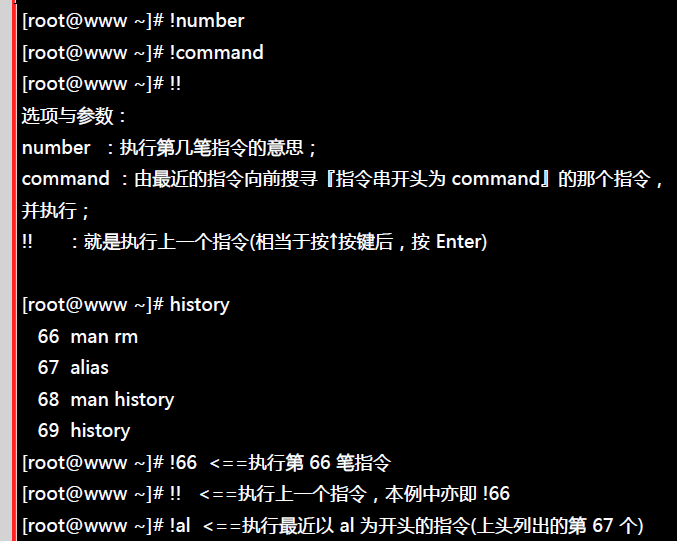 [root@www ~]# !number
[root@www ~]# !command
[root@www ~]# !!
选项与参数：
number ：执行第几笔指令的意思；
command ：由最近的指令向前搜寻『指令串开头为 command』的那个指令，
并执行；
!! ：就是执行上一个指令(相当于按↑按键后，按 Enter)
[root@www ~]# history
66 man rm
67 alias
68 man history
69 history
[root@www ~]# !66 <==执行第 66 笔指令
[root@www ~]# !! <==执行上一个指令，本例中亦即 !66
[root@www ~]# !al <==执行最近以 al 为开头的指令(上头列出的第 67 个)